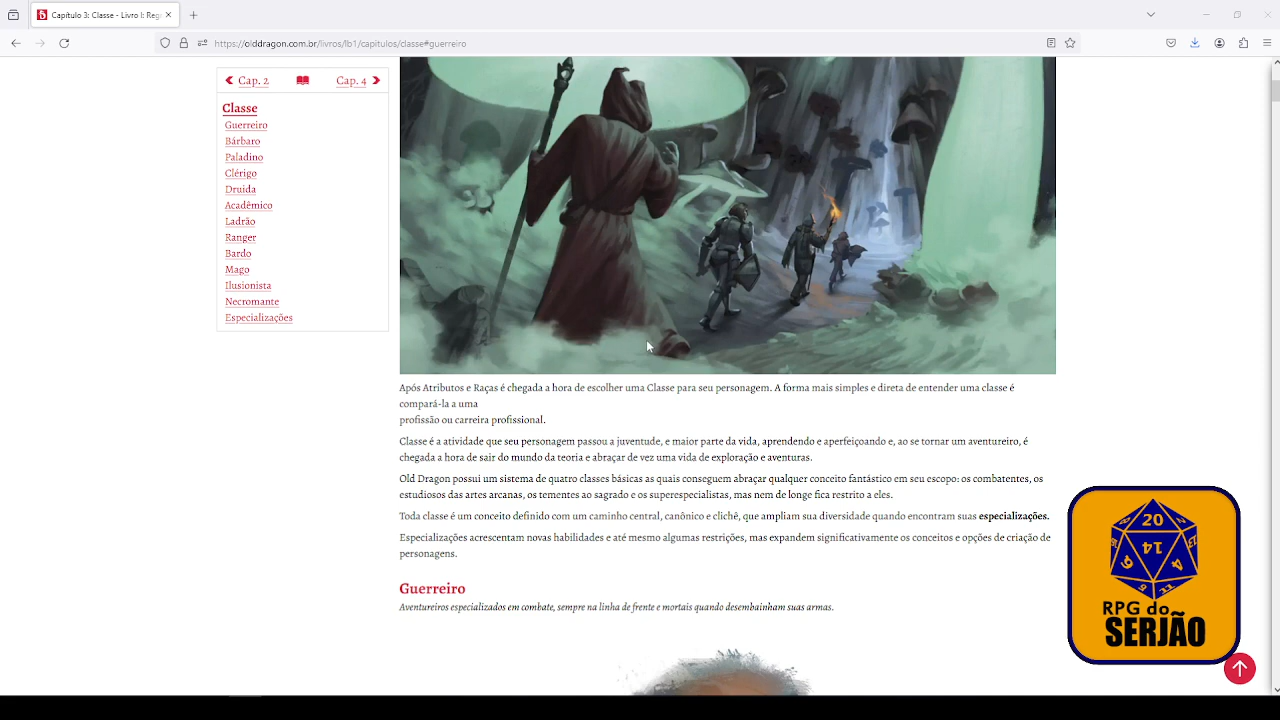 Capítulo 3: Classe - Livro I: Reg
https://olddragon.com.br/livros/lb1/capitulos/classe#guerreiro
Cap. 2
Cap. 4
Classe
Guerreiro
Bárbaro
Paladino
Clérigo
Druida
Acadêmico
Ladrão
Ranger
Bardo
Mago
Ilusionista
Necromante
Especializações
Após Atributos e Raças é chegada a hora de escolher uma Classe para seu personagem. A forma mais simples e direta de entender uma classe é
compará-la a uma
profissão ou carreira profissional.
Classe é a atividade que seu personagem passou a juventude, e maior parte da vida, aprendendo e aperfeiçoando e, ao se tornar um aventureiro, é
chegada a hora de sair do mundo da teoria e abraçar de vez uma vida de exploração e aventuras.
Old Dragon possui um sistema de quatro classes básicas as quais conseguem abraçar qualquer conceito fantástico em seu escopo: os combatentes, os
estudiosos das artes arcanas, os tementes ao sagrado e os superespecialistas, mas nem de longe fica restrito a eles.
Toda classe é um conceito definido com um caminho central, canônico e clichê, que ampliam sua diversidade quando encontram suas especializações.
Especializações acrescentam novas habilidades e até mesmo algumas restrições, mas expandem significativamente os conceitos e opções de criação de
personagens.
Guerreiro
Aventureiros especializados em combate, sempre na linha de frente e mortais quando desembainham suas armas.
20
14
RPG do
SERJÃO